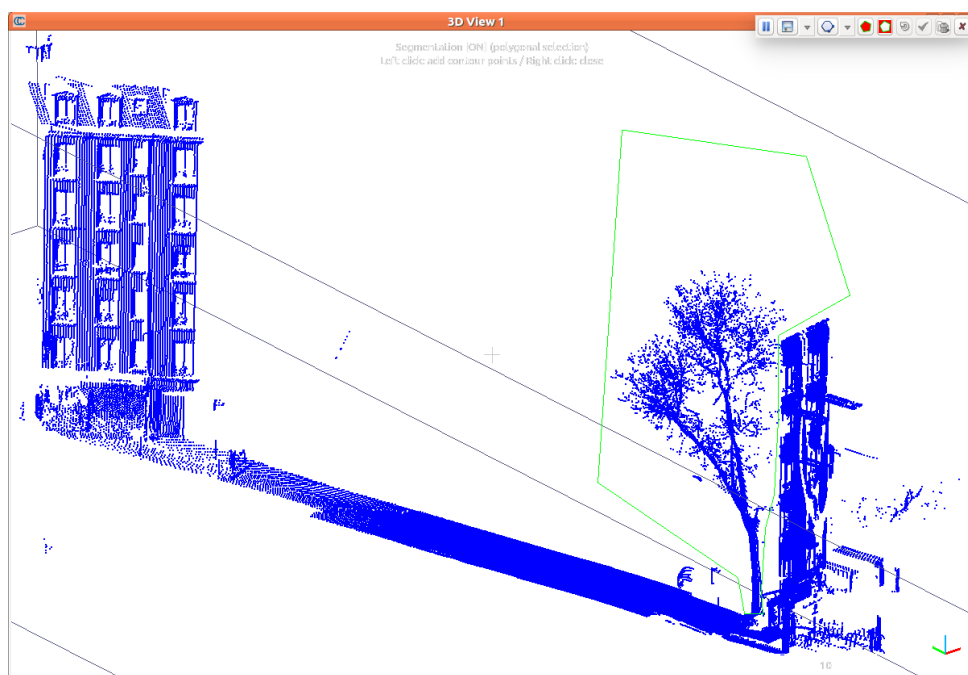 3D View 1
Segmentation [ON] (polygonal selection)
Left click add contour points / Right click close
10